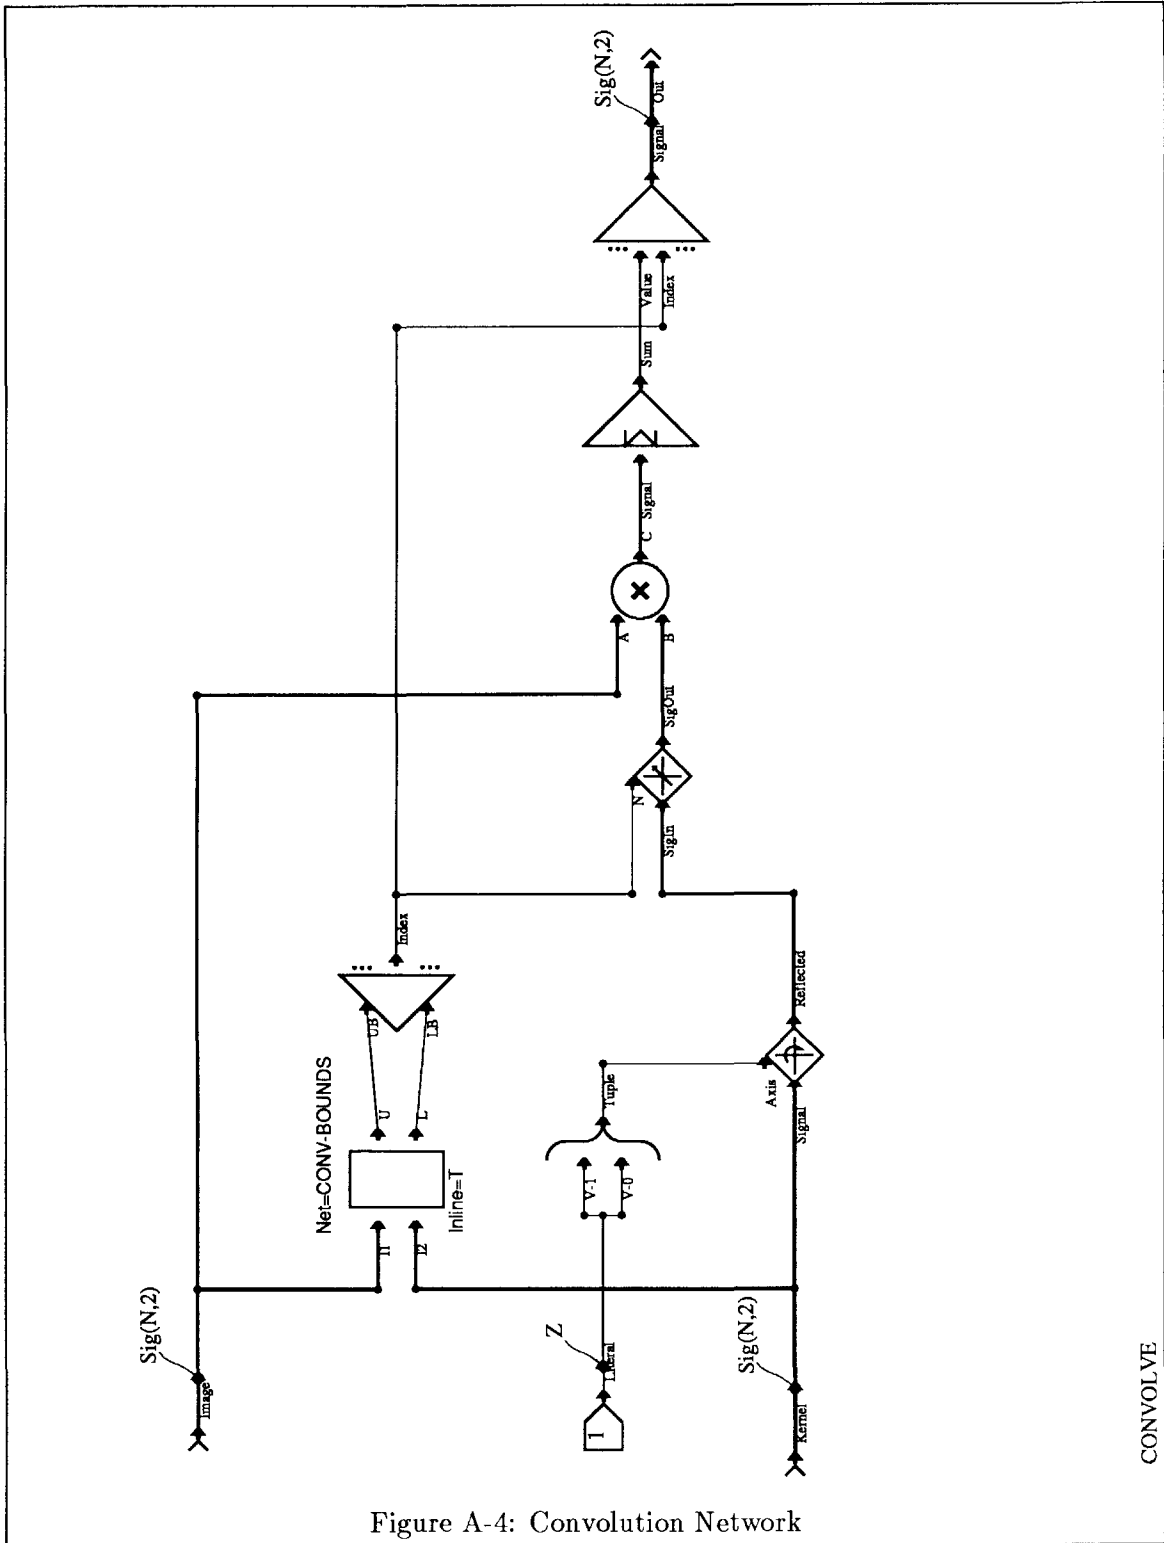 Sig(N,2)
Image
I1
I2
Net=CONV-BOUNDS
Inline=T
U
L
UB
LB
Index
1
Literal
Z
V-1
V-0
Tuple
Sig(N,2)
Kernel
Signal
Axis
Reflected
SigIn
N
SigOut
A
B
C
Signal
Sum
Value
Index
Signal
Out
Sig(N,2)
CONVOLVE
Figure A-4: Convolution Network